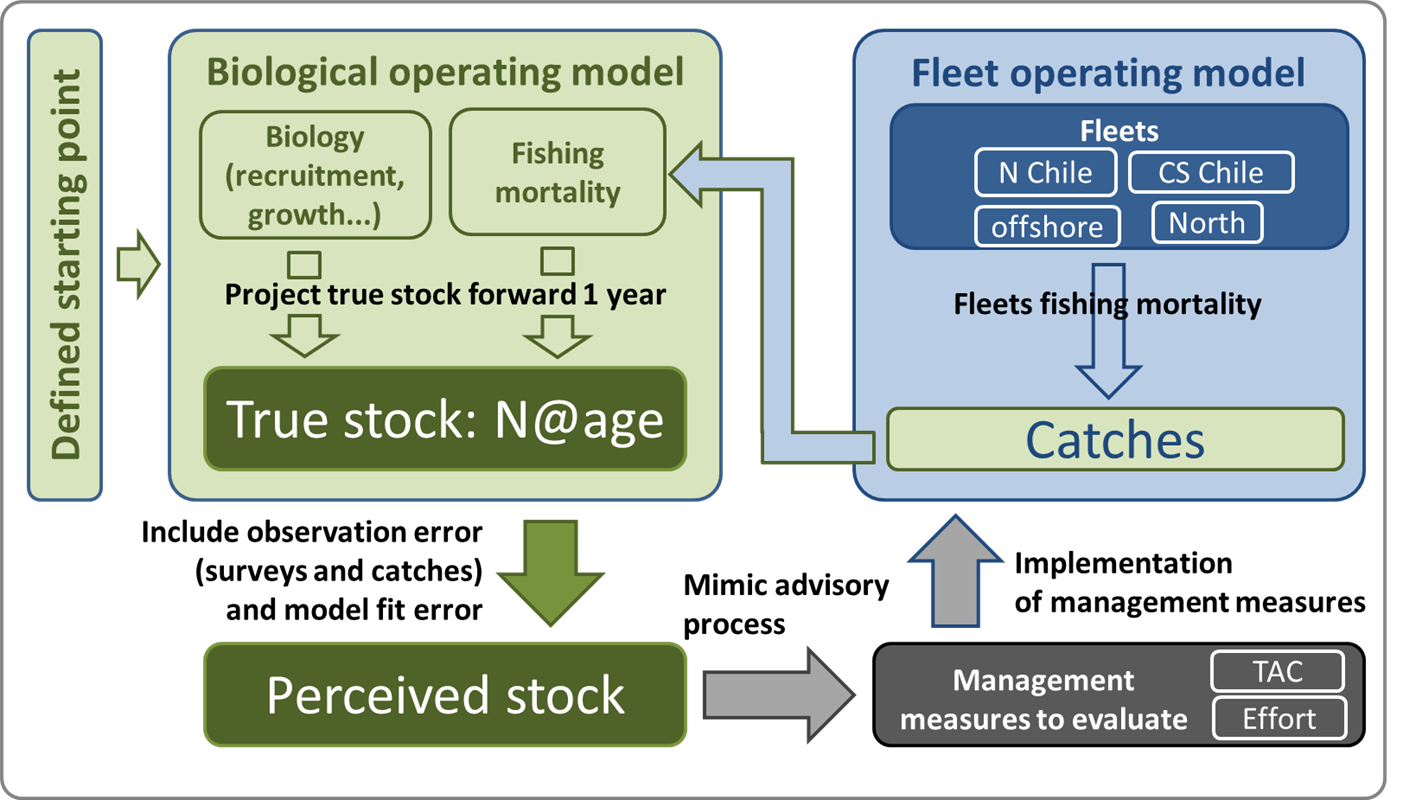 Defined starting point
Biological operating model
Biology
(recruitment,
growth...)
Fishing
mortality
Project true stock forward 1 year
True stock: N@age
Fleet operating model
Fleets
N Chile
CS Chile
offshore
North
Fleets fishing mortality
Catches
Include observation error
(surveys and catches)
and model fit error
Perceived stock
Mimic advisory
process
Implementation
of management measures
Management
measures to evaluate
TAC
Effort